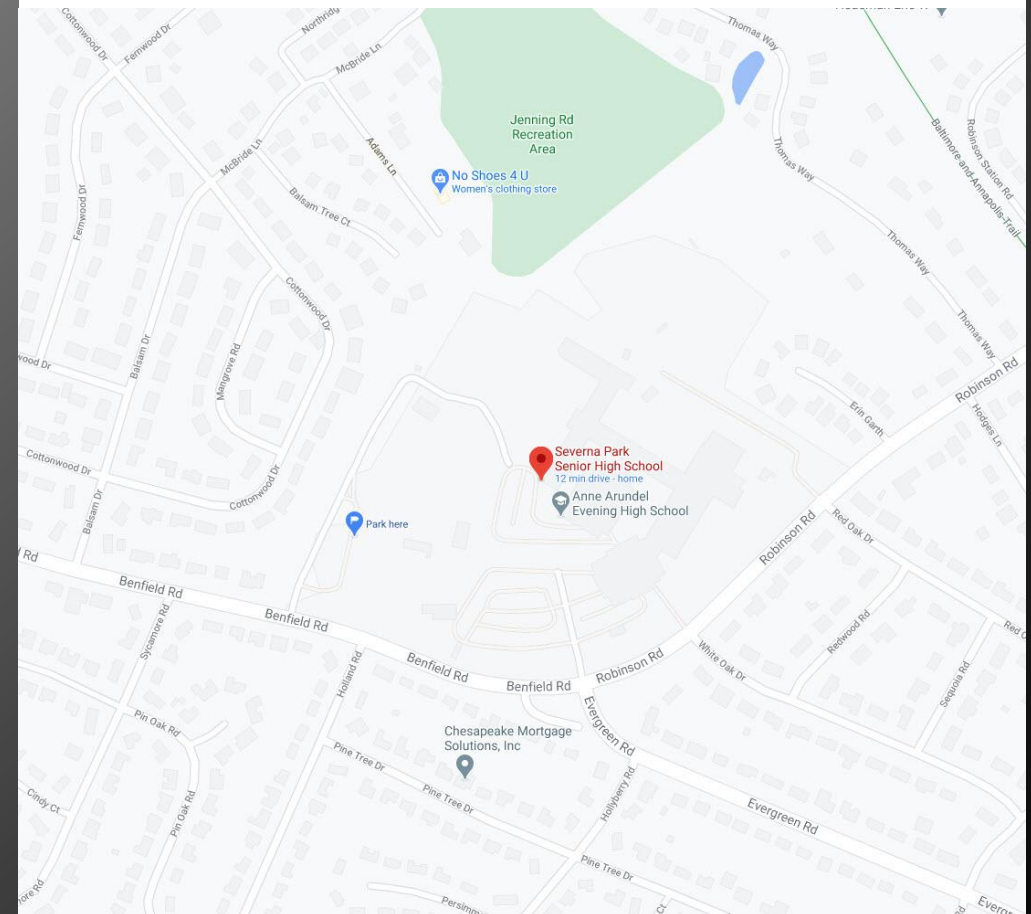 Cottonwood Dr
Fernwood Dr
McBride Ln
Thomas Way
Jenning Rd
Recreation
Area
Adams Ln
McBride Ln
No Shoes 4 U
Women's clothing store
Balsam Tree Ct
Fernwood Dr
Thomas Way
Robinson Station Rd
Baltimore and-Annapolis-Trail
Thomas Way
Cottonwood Dr
Thomas Way
Balsam Dr
Mangrove Rd
wood Dr
Robinson Rd
Erin Garth
Hodges Ln
Severna Park
Senior High School
12 min drive - home
Anne Arundel
Evening High School
Cottonwood Dr
Cottonwood Dr
Balsam Dr
Park here
Robinson Rd
Red Oak Dr
Rd
Benfield Rd
Benfield Rd
Sycamore Rd
Redwood Rd
Holland Rd
Benfield Rd
Benfield Rd
Robinson Rd
White Oak Dr
Sequoia Rd
Pin Oak Rd
Evergreen Rd
Chesapeake Mortgage
Solutions, Inc
Pine Tree Dr
Pine Tree Dr
Hollyberry Rd
Evergreen Rd
Cindy Ct
Pin Oak Rd
Pine Tree Dr